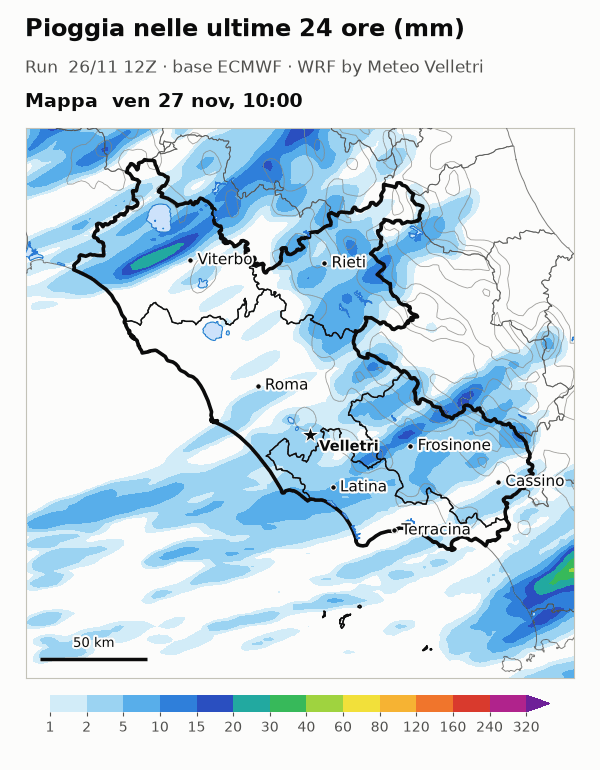 Pioggia nelle ultime 24 ore (mm)
Run  26/11 12Z · base ECMWF · WRF by Meteo Velletri
Mappa  ven 27 nov, 10:00
Viterbo
Rieti
Roma
Velletri
Frosinone
Latina
Cassino
Terracina
50 km
1 2 5 10 15 20 30 40 60 80 120 160 240 320